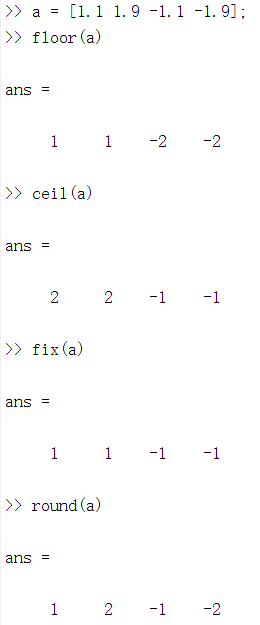 >> a = [1.1 1.9 -1.1 -1.9];
>> floor(a)
ans =
1 1 -2 -2
>> ceil(a)
ans =
2 2 -1 -1
>> fix(a)
ans =
1 1 -1 -1
>> round(a)
ans =
1 2 -1 -2